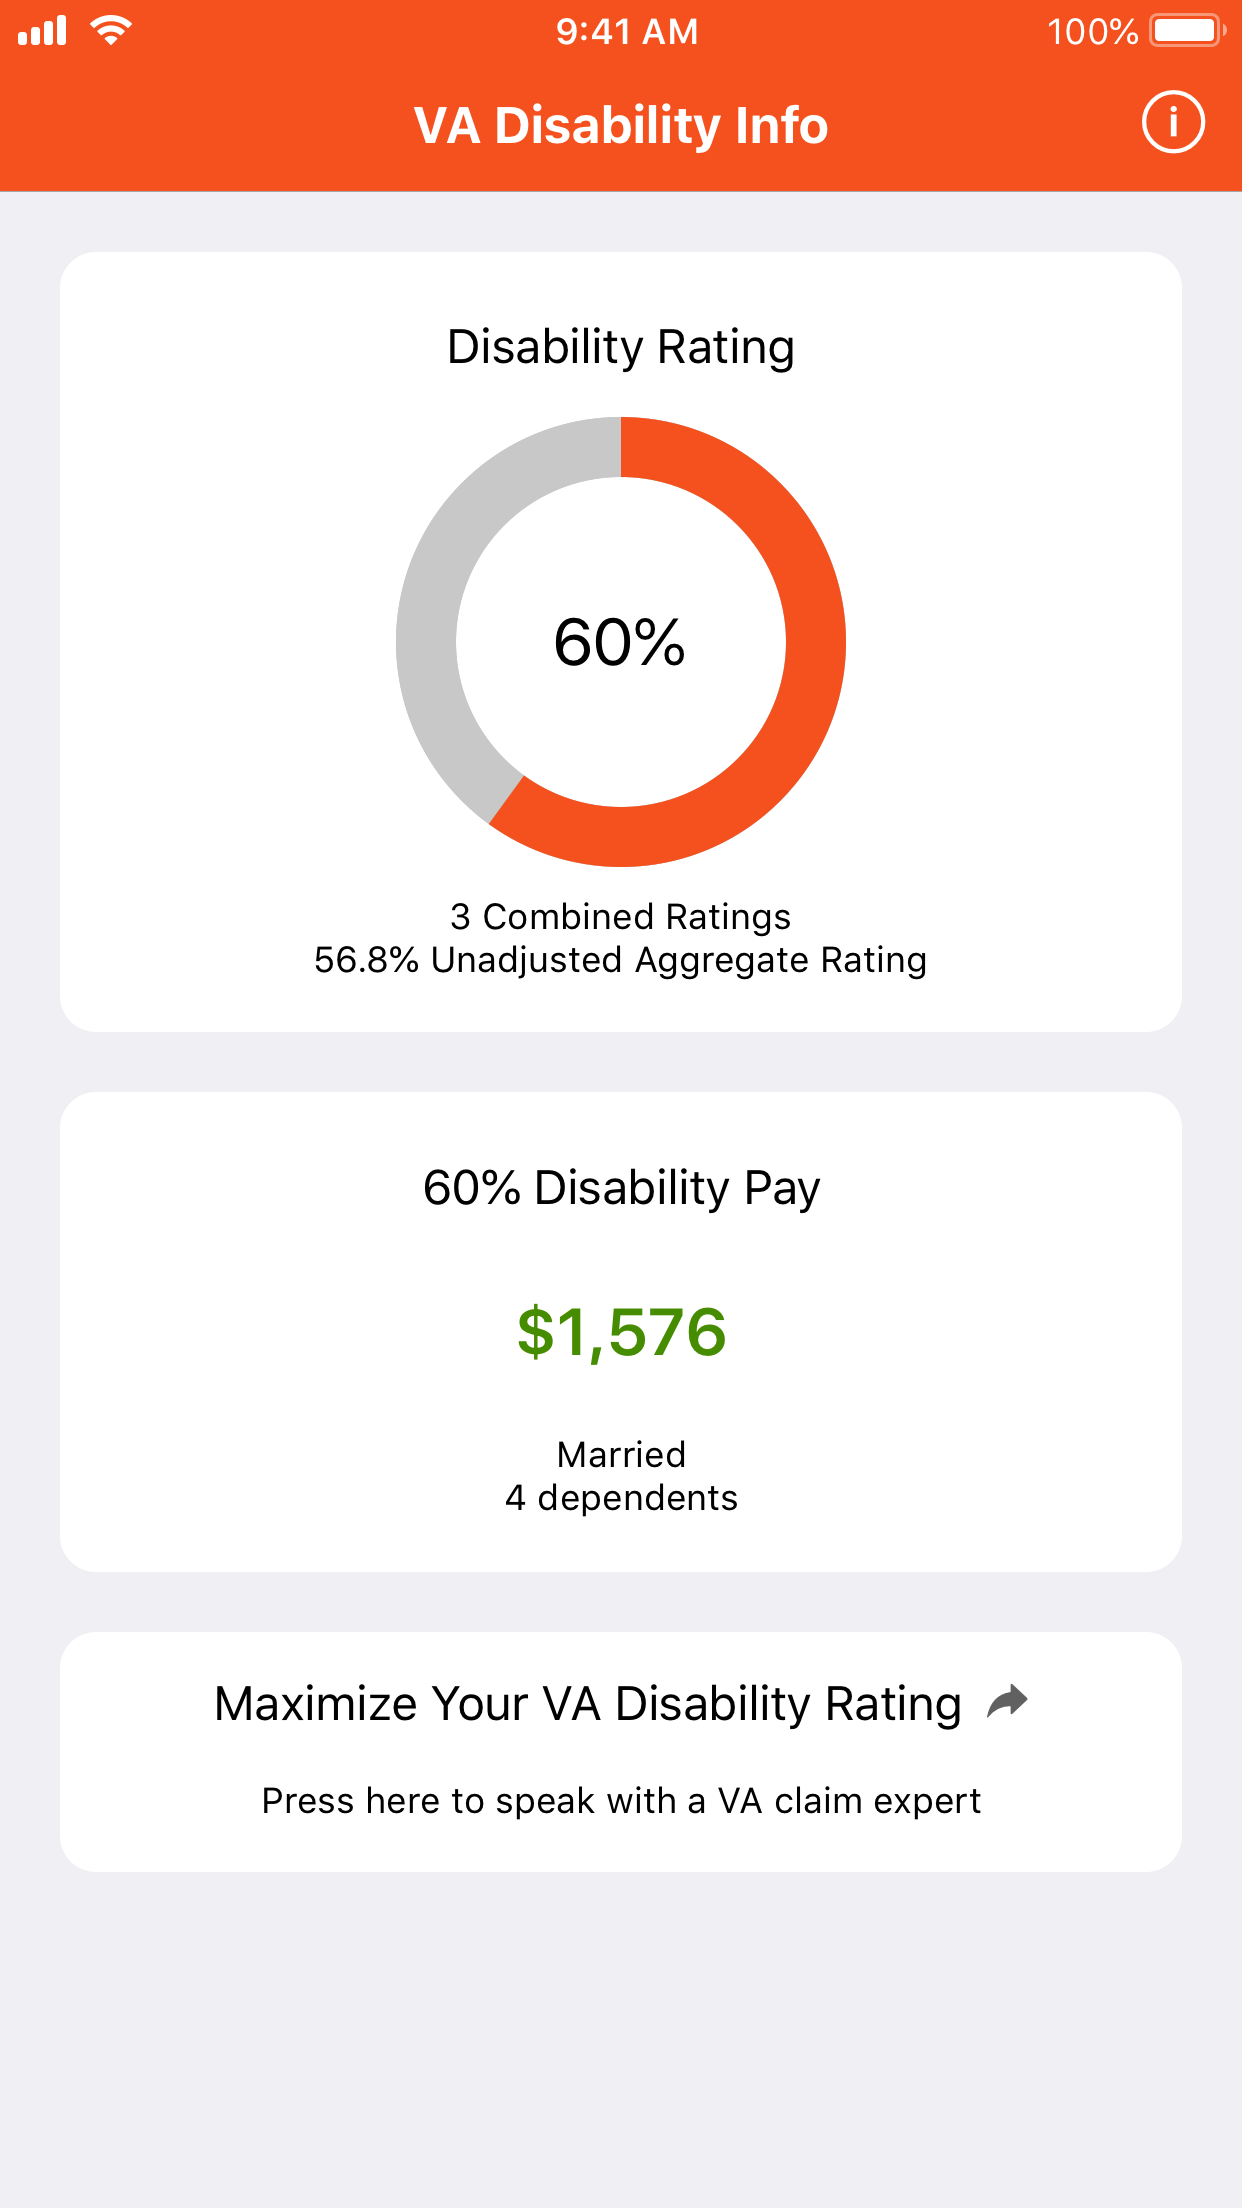 9:41 AM
100%
VA Disability Info
Disability Rating
60%
3 Combined Ratings
56.8% Unadjusted Aggregate Rating
60% Disability Pay
$1,576
Married
4 dependents
Maximize Your VA Disability Rating
Press here to speak with a VA claim expert